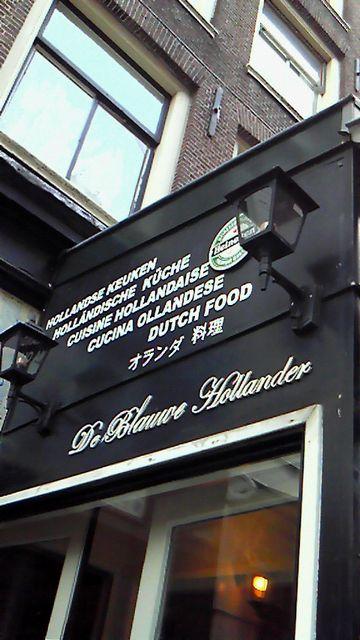 HOLLANDSE KEUKEN
HOLLÄNDISCHE KÜCHE
CUISINE HOLLANDAISE
CUCINA OLLANDESE
DUTCH FOOD
オランダ 料理
Heineken
De Blauwe Hollander